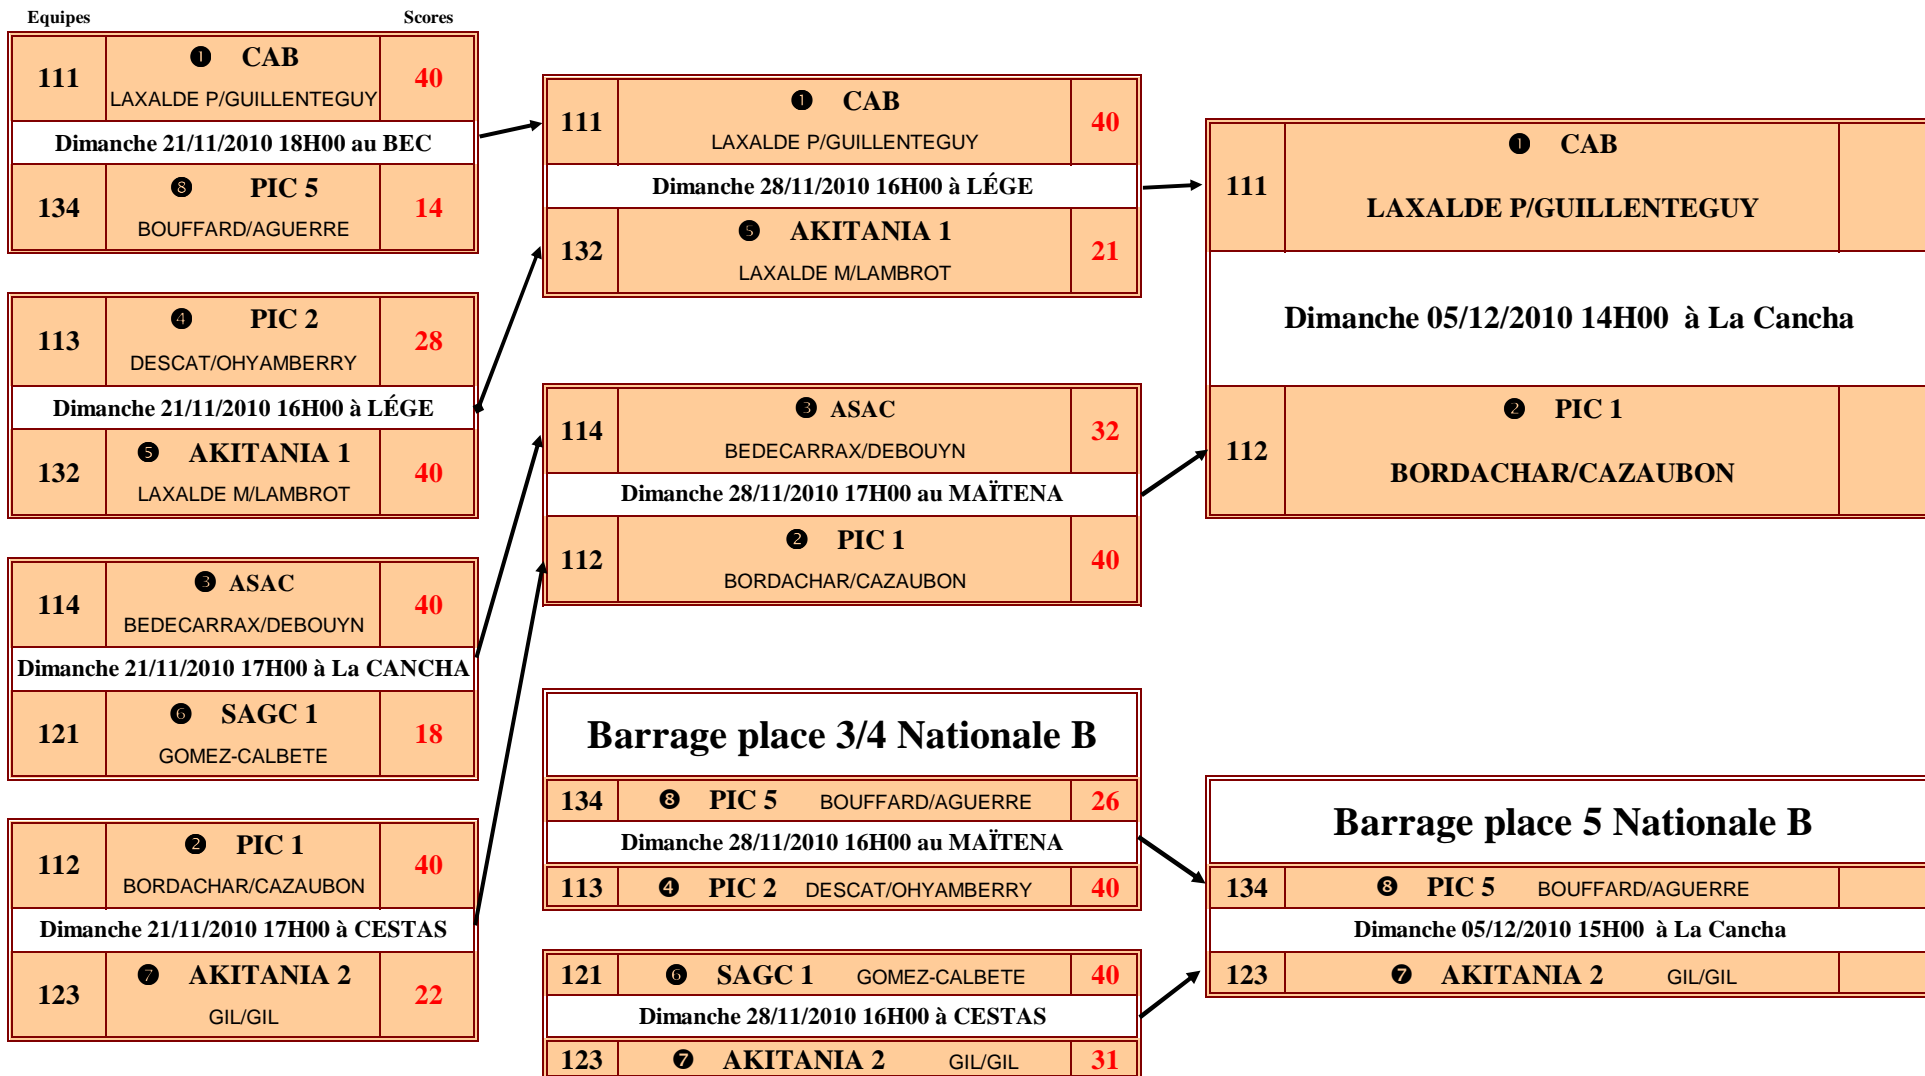 Equipes Scores
111 ❶ CAB 40
LAXALDE P/GUILLENTEGUY
Dimanche 21/11/2010 18H00 au BEC
134 ❽ PIC 5 14
BOUFFARD/AGUERRE
113 ❹ PIC 2 28
DESCAT/OHYAMBERRY
Dimanche 21/11/2010 16H00 à LÉGE
132 ❺ AKITANIA 1 40
LAXALDE M/LAMBROT
114 ❸ ASAC 40
BEDECARRAX/DEBOUYN
Dimanche 21/11/2010 17H00 à La CANCHA
121 ❻ SAGC 1 18
GOMEZ-CALBETE
112 ❷ PIC 1 40
BORDACHAR/CAZAUBON
Dimanche 21/11/2010 17H00 à CESTAS
123 ❼ AKITANIA 2 22
GIL/GIL
111 ❶ CAB 40
LAXALDE P/GUILLENTEGUY
Dimanche 28/11/2010 16H00 à LÉGE
132 ❺ AKITANIA 1 21
LAXALDE M/LAMBROT
114 ❸ ASAC 32
BEDECARRAX/DEBOUYN
Dimanche 28/11/2010 17H00 au MAÏTENA
112 ❷ PIC 1 40
BORDACHAR/CAZAUBON
Barrage place 3/4 Nationale B
134 ❽ PIC 5 BOUFFARD/AGUERRE 26
Dimanche 28/11/2010 16H00 au MAÏTENA
113 ❹ PIC 2 DESCAT/OHYAMBERRY 40
121 ❻ SAGC 1 GOMEZ-CALBETE 40
Dimanche 28/11/2010 16H00 à CESTAS
123 ❼ AKITANIA 2 GIL/GIL 31
111 ❶ CAB
LAXALDE P/GUILLENTEGUY
Dimanche 05/12/2010 14H00 à La Cancha
112 ❷ PIC 1
BORDACHAR/CAZAUBON
Barrage place 5 Nationale B
134 ❽ PIC 5 BOUFFARD/AGUERRE
Dimanche 05/12/2010 15H00 à La Cancha
123 ❼ AKITANIA 2 GIL/GIL